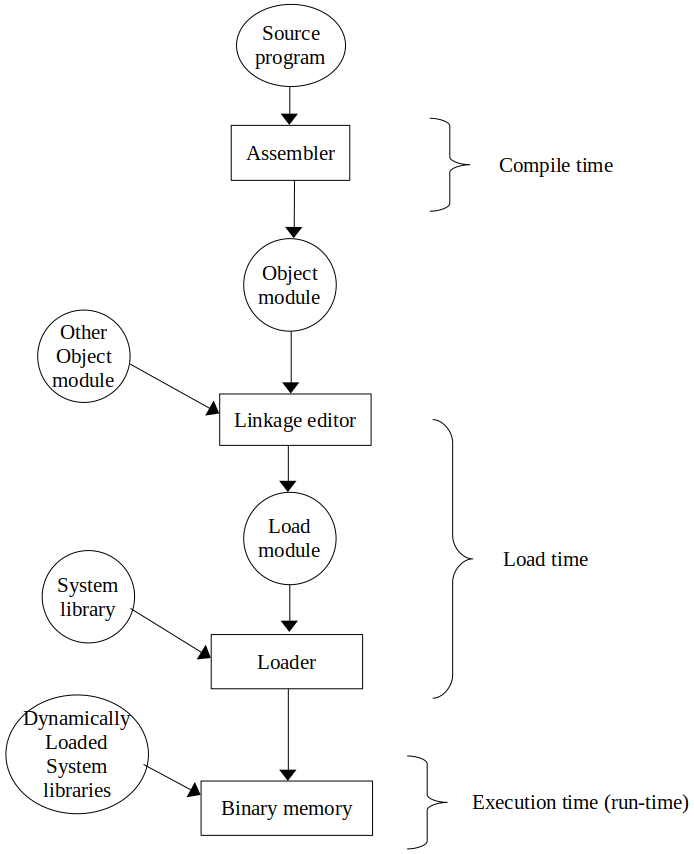 Source
program
Assembler
Compile time
Object
module
Other
Object
module
Linkage editor
Load
module
Load time
System
library
Loader
Dynamically
Loaded
System
libraries
Binary memory
Execution time (run-time)